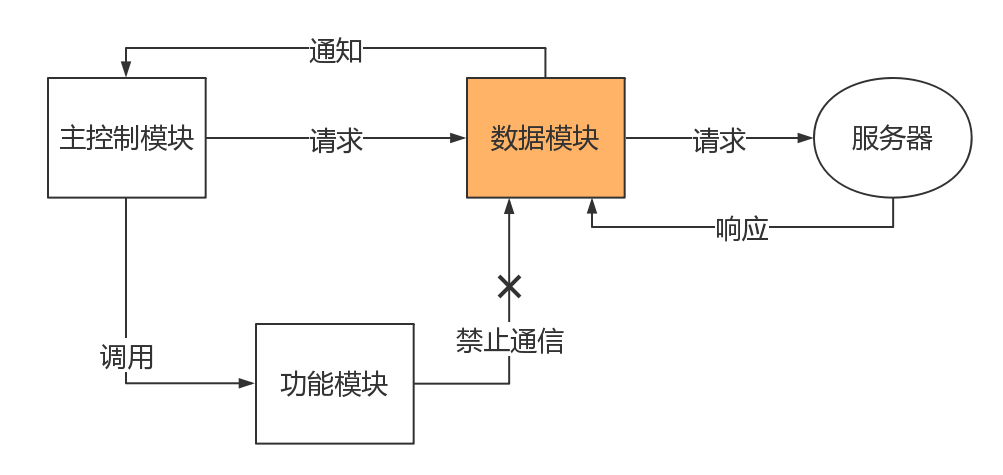 通知
主控制模块
请求
数据模块
请求
服务器
响应
禁止通信
调用
功能模块